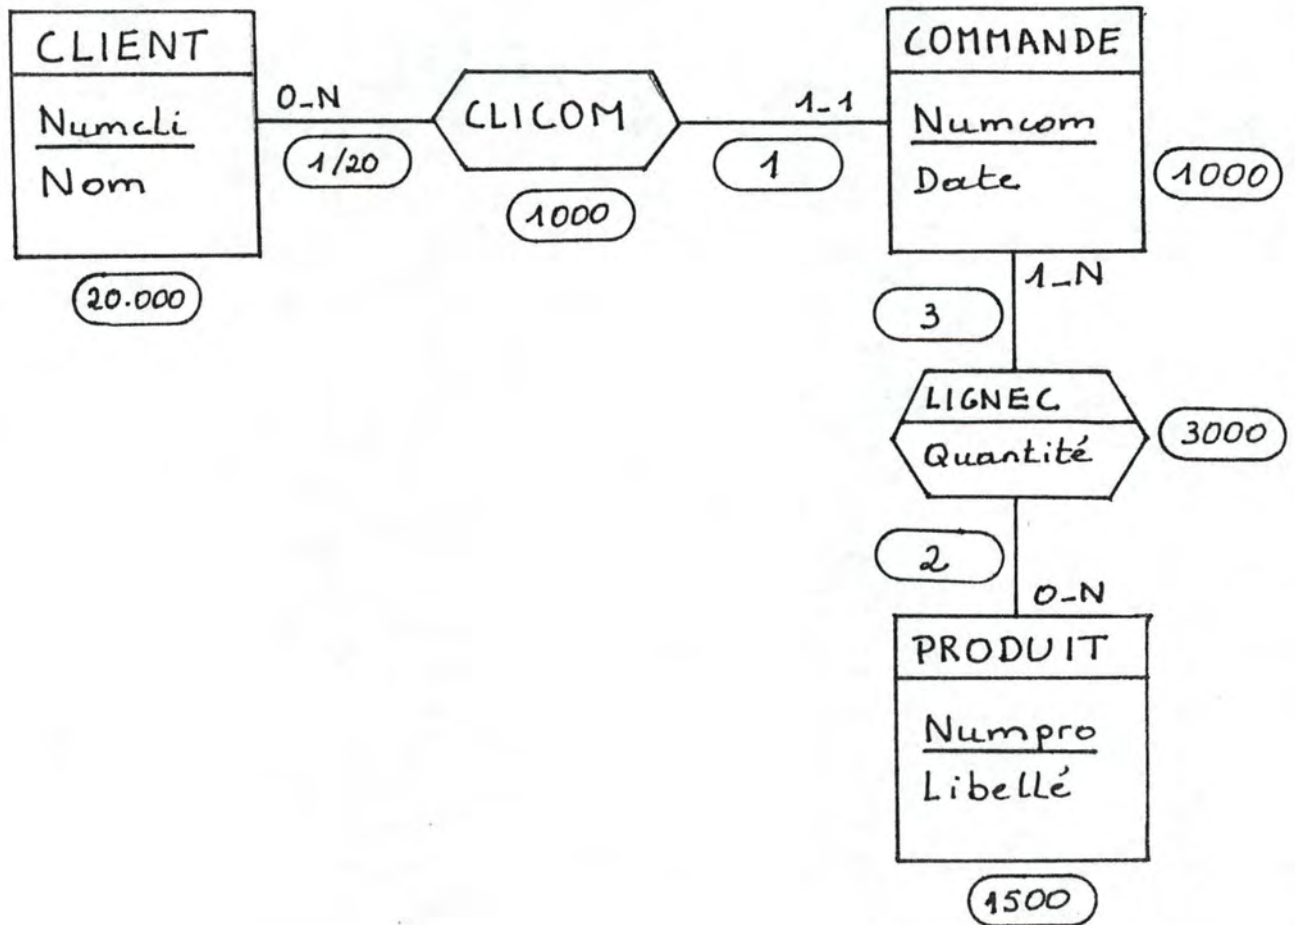 CLIENT
Numcli
Nom
20.000
0_N
1/20
CLICOM
1000
1_1
1
COMMANDE
Numcom
Date
1000
1_N
3
LIGNEC
Quantité
3000
2
0_N
PRODUIT
Numpro
Libellé
1500